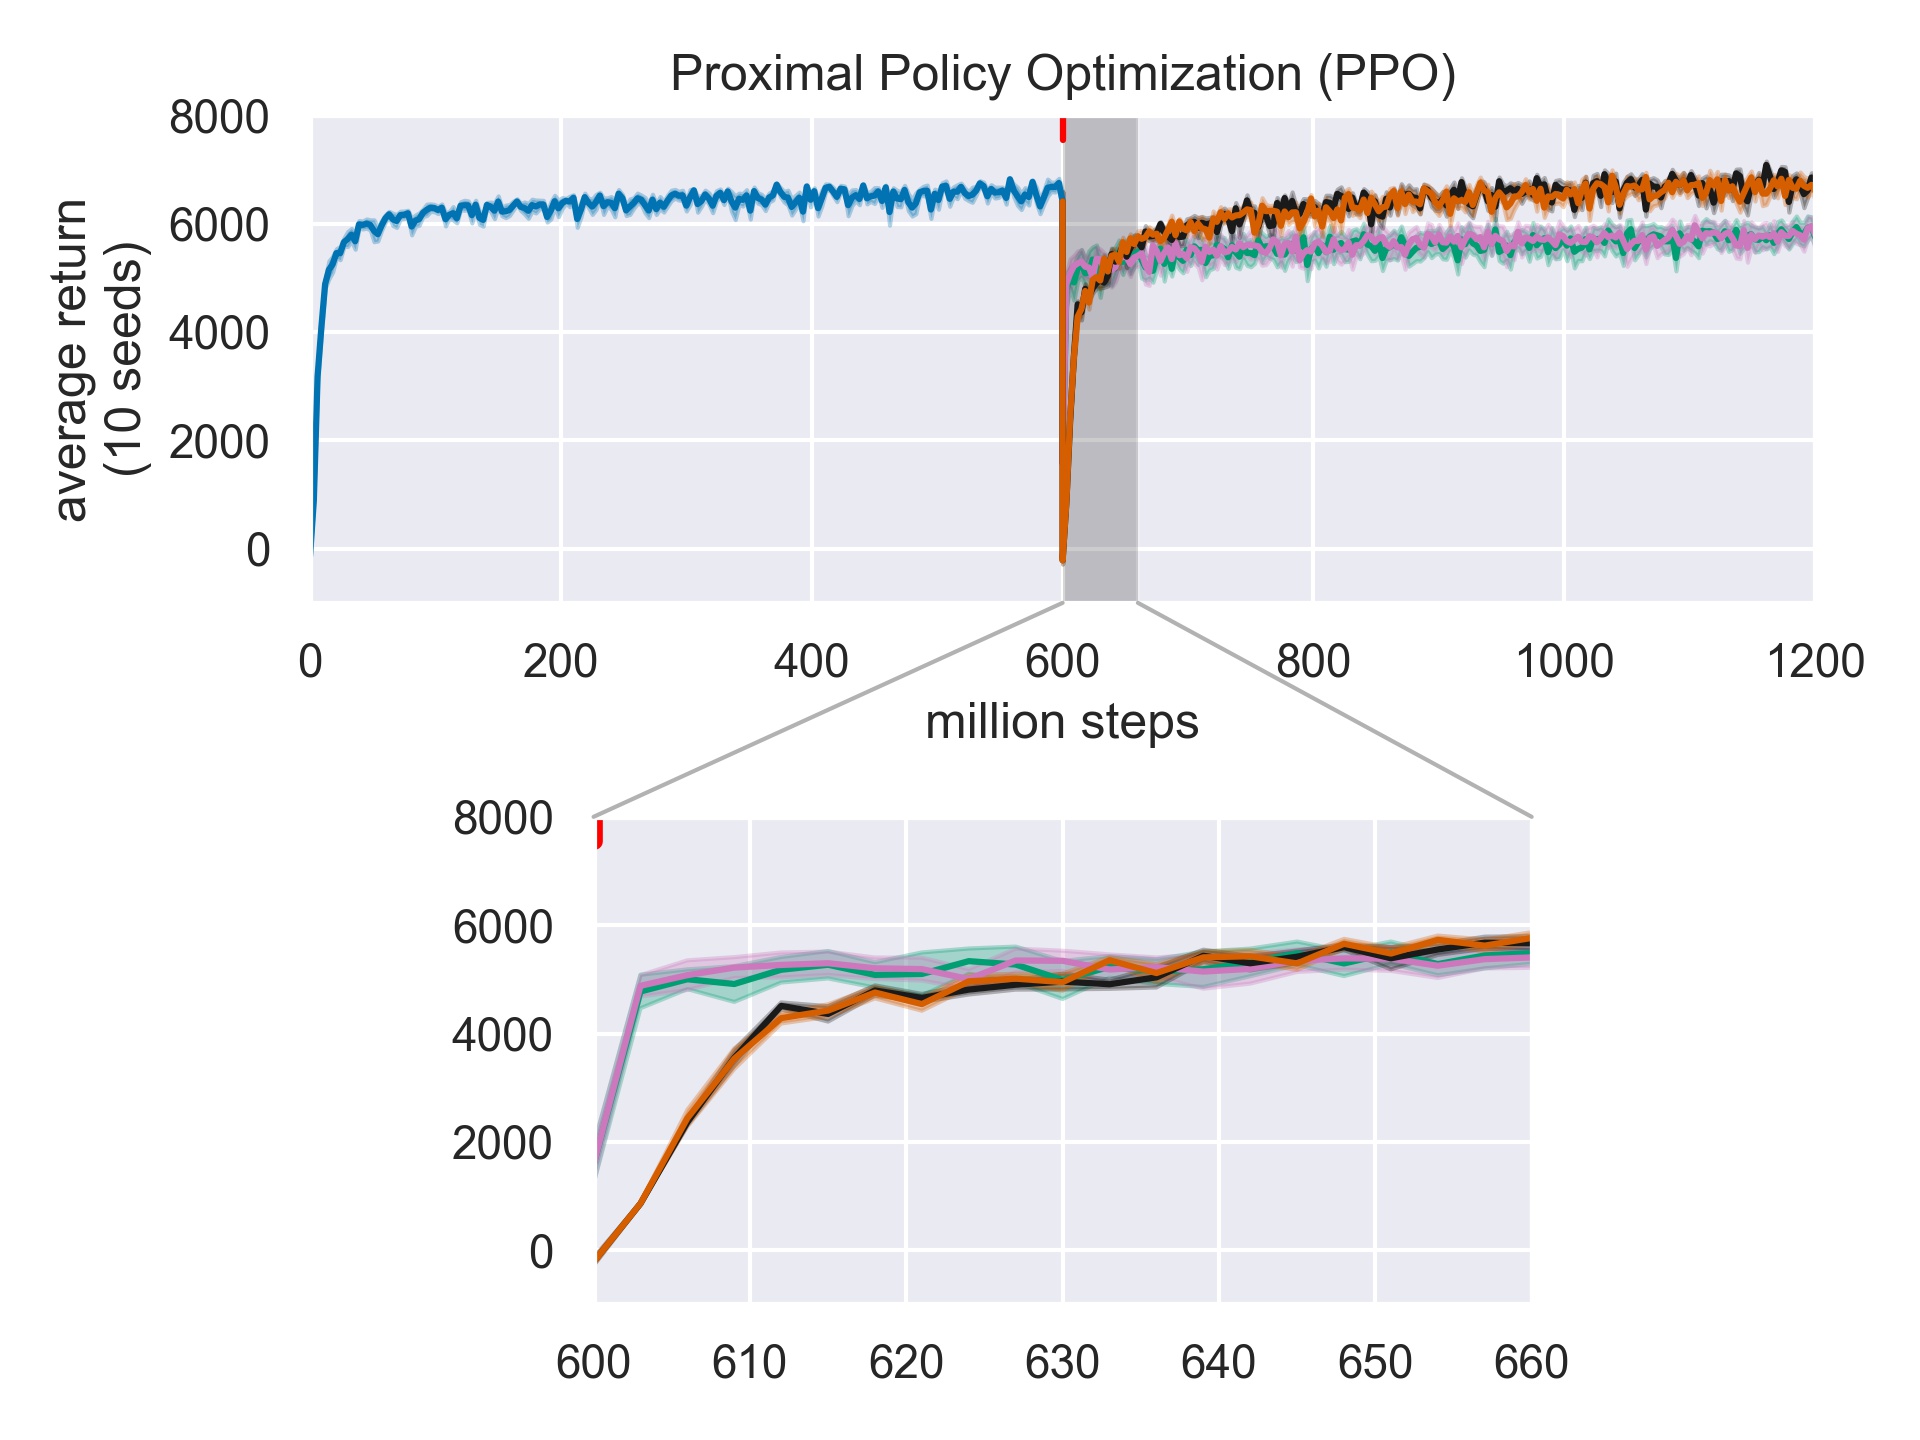 Proximal Policy Optimization (PPO)
average return
(10 seeds)
8000
6000
4000
2000
0
0 200 400 600 800 1000 1200
million steps
8000
6000
4000
2000
0
600 610 620 630 640 650 660